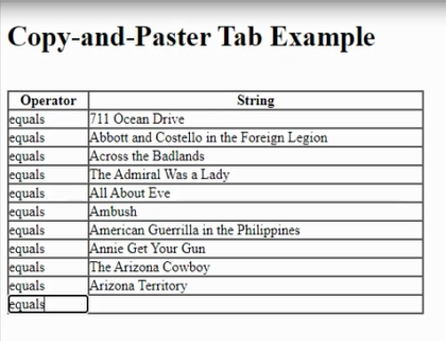 Copy-and-Paster Tab Example
Operator String
equals 711 Ocean Drive
equals Abbott and Costello in the Foreign Legion
equals Across the Badlands
equals The Admiral Was a Lady
equals All About Eve
equals Ambush
equals American Guerrilla in the Philippines
equals Annie Get Your Gun
equals The Arizona Cowboy
equals Arizona Territory
equals